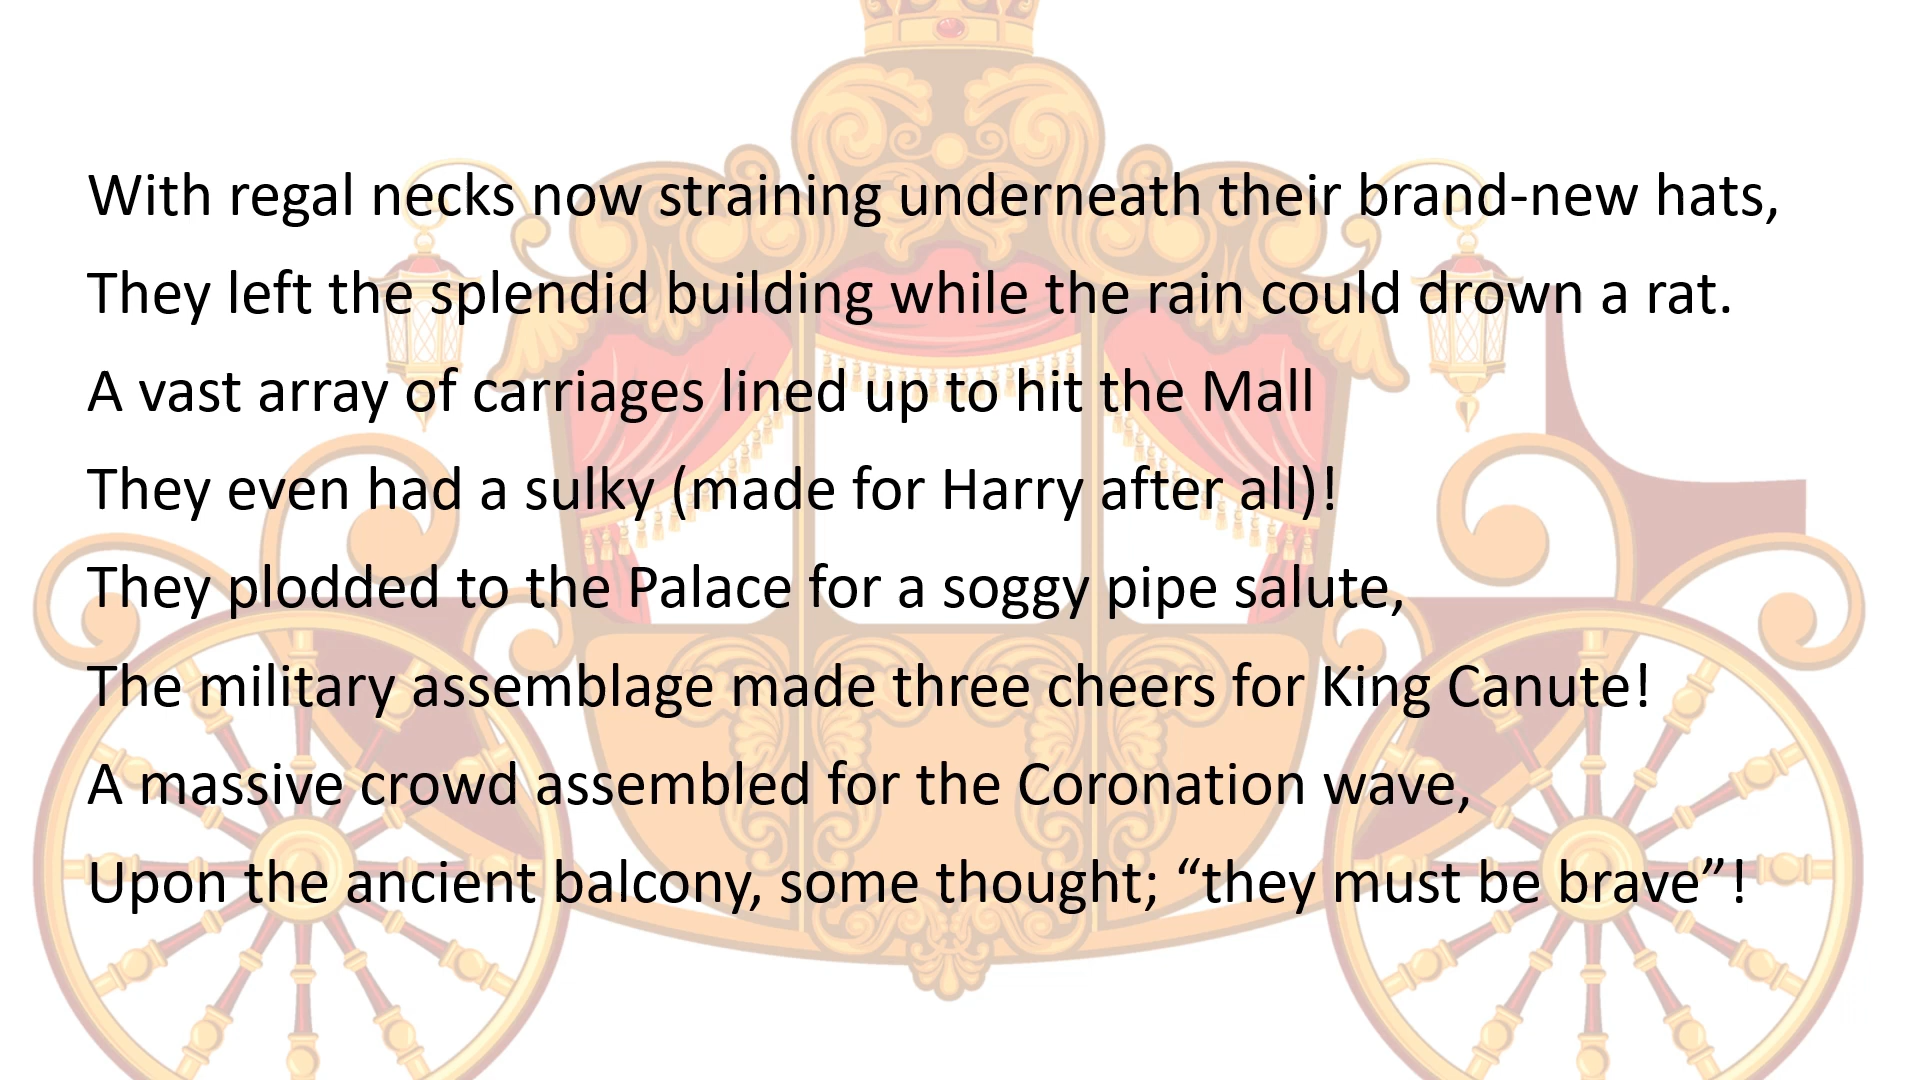 With regal necks now straining underneath their brand-new hats,
They left the splendid building while the rain could drown a rat.
A vast array of carriages lined up to hit the Mall
They even had a sulky (made for Harry after all)!
They plodded to the Palace for a soggy pipe salute,
The military assemblage made three cheers for King Canute!
A massive crowd assembled for the Coronation wave,
Upon the ancient balcony, some thought; “they must be brave”!